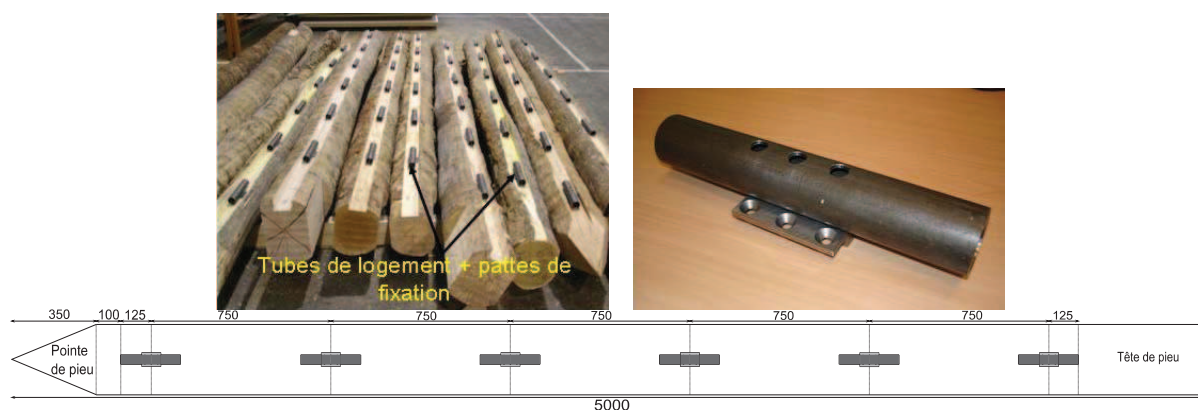 Tubes de logement + pattes de
fixation
350 100 125 750 750 750 750 750 125
Pointe
de pieu
Tête de pieu
5000